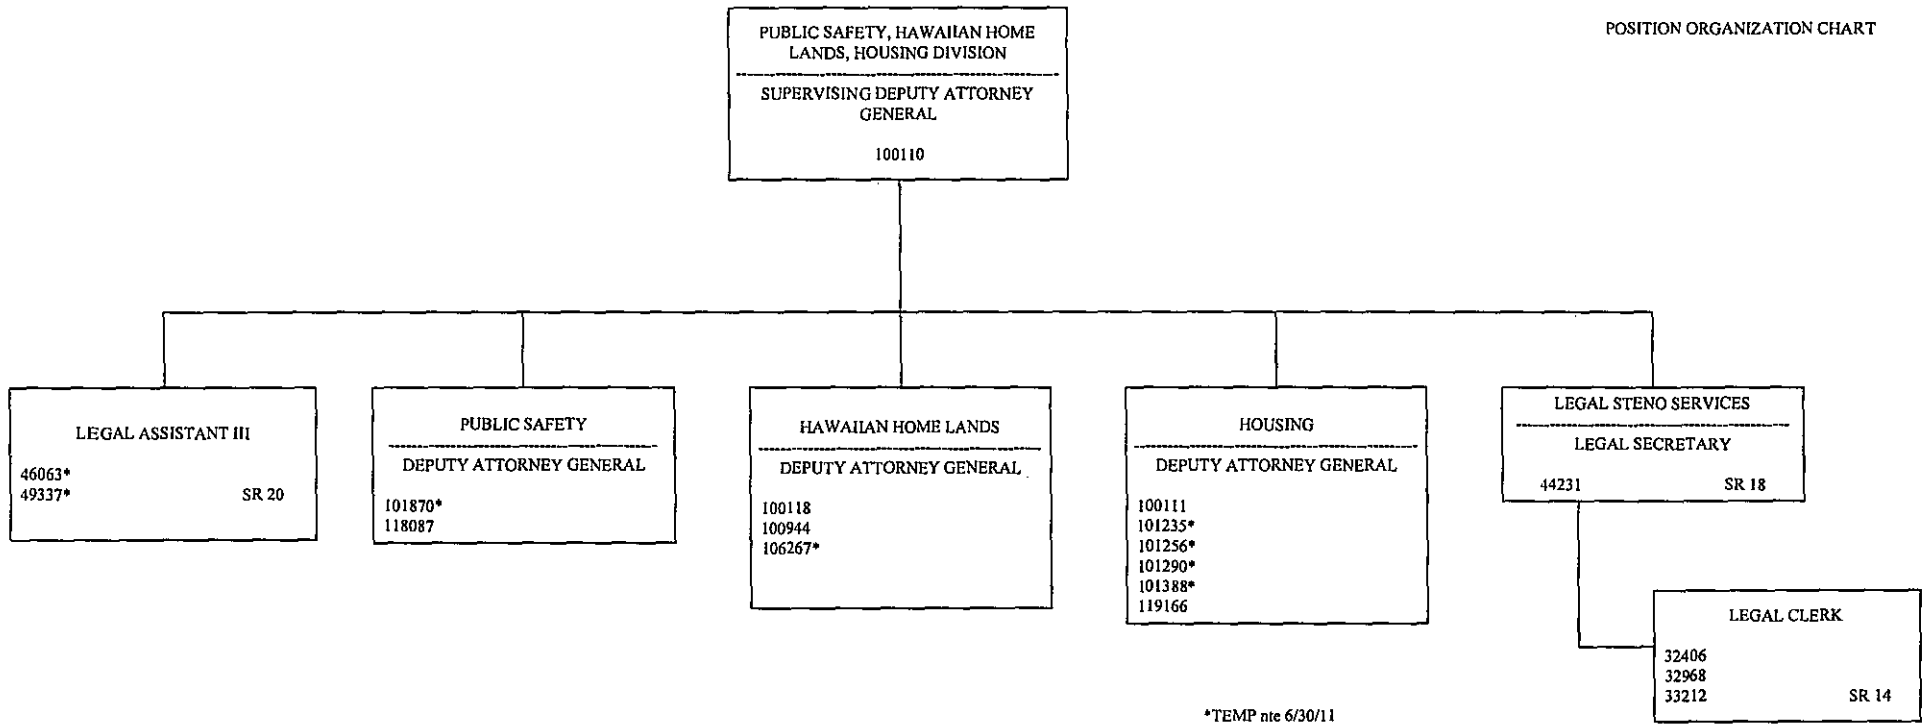 POSITION ORGANIZATION CHART
PUBLIC SAFETY, HAWAIIAN HOME
LANDS, HOUSING DIVISION
SUPERVISING DEPUTY ATTORNEY
GENERAL
100110
LEGAL ASSISTANT III
46063*
49337* SR 20
PUBLIC SAFETY
DEPUTY ATTORNEY GENERAL
101870*
118087
HAWAIIAN HOME LANDS
DEPUTY ATTORNEY GENERAL
100118
100944
106267*
HOUSING
DEPUTY ATTORNEY GENERAL
100111
101235*
101256*
101290*
101388*
119166
LEGAL STENO SERVICES
LEGAL SECRETARY
44231 SR 18
LEGAL CLERK
32406
32968
33212 SR 14
*TEMP nte 6/30/11